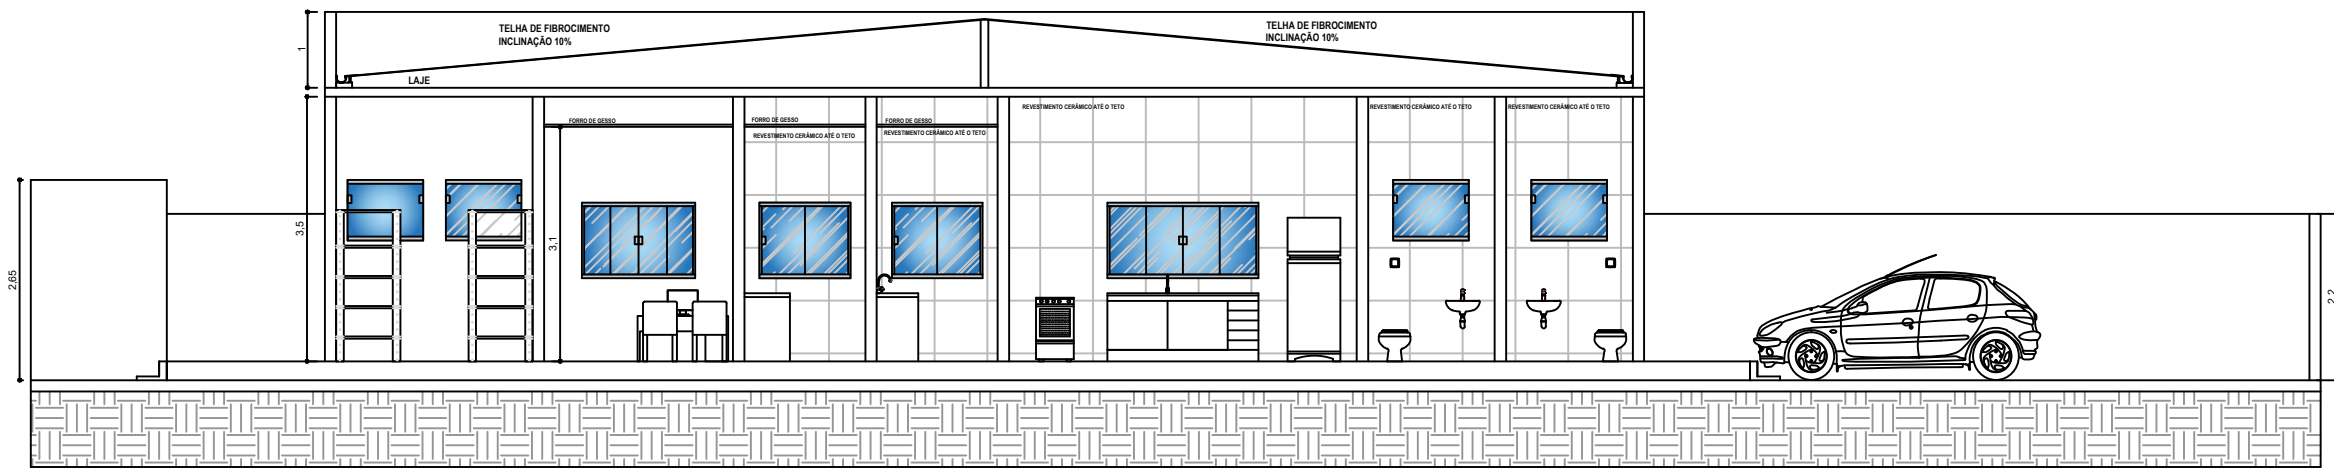 TELHA DE FIBROCIMENTO
INCLINAÇÃO 10%
TELHA DE FIBROCIMENTO
INCLINAÇÃO 10%
1
LAJE
REVESTIMENTO CERÂMICO ATÉ O TETO
REVESTIMENTO CERÂMICO ATÉ O TETO
REVESTIMENTO CERÂMICO ATÉ O TETO
FORRO DE GESSO
FORRO DE GESSO
FORRO DE GESSO
REVESTIMENTO CERÂMICO ATÉ O TETO
REVESTIMENTO CERÂMICO ATÉ O TETO
3,5
3,1
2,65
2,2